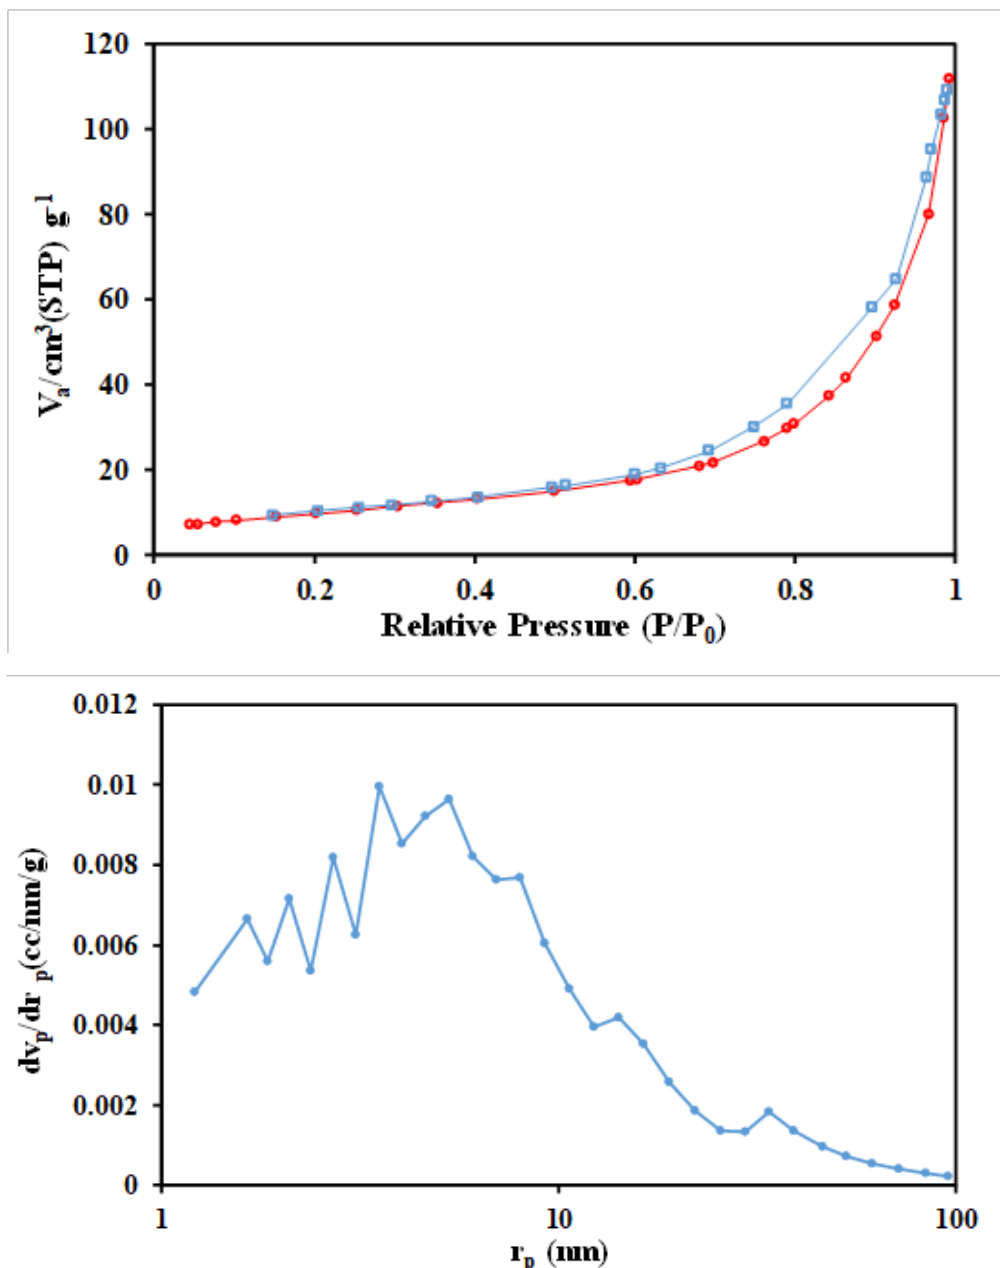 120
100
80
60
40
20
0
Vₐ/cm³(STP) g⁻¹
0 0.2 0.4 0.6 0.8 1
Relative Pressure (P/P₀)
0.012
0.01
0.008
0.006
0.004
0.002
0
dvₚ/dr ₚ(cc/nm/g)
1 10 100
rₚ (nm)